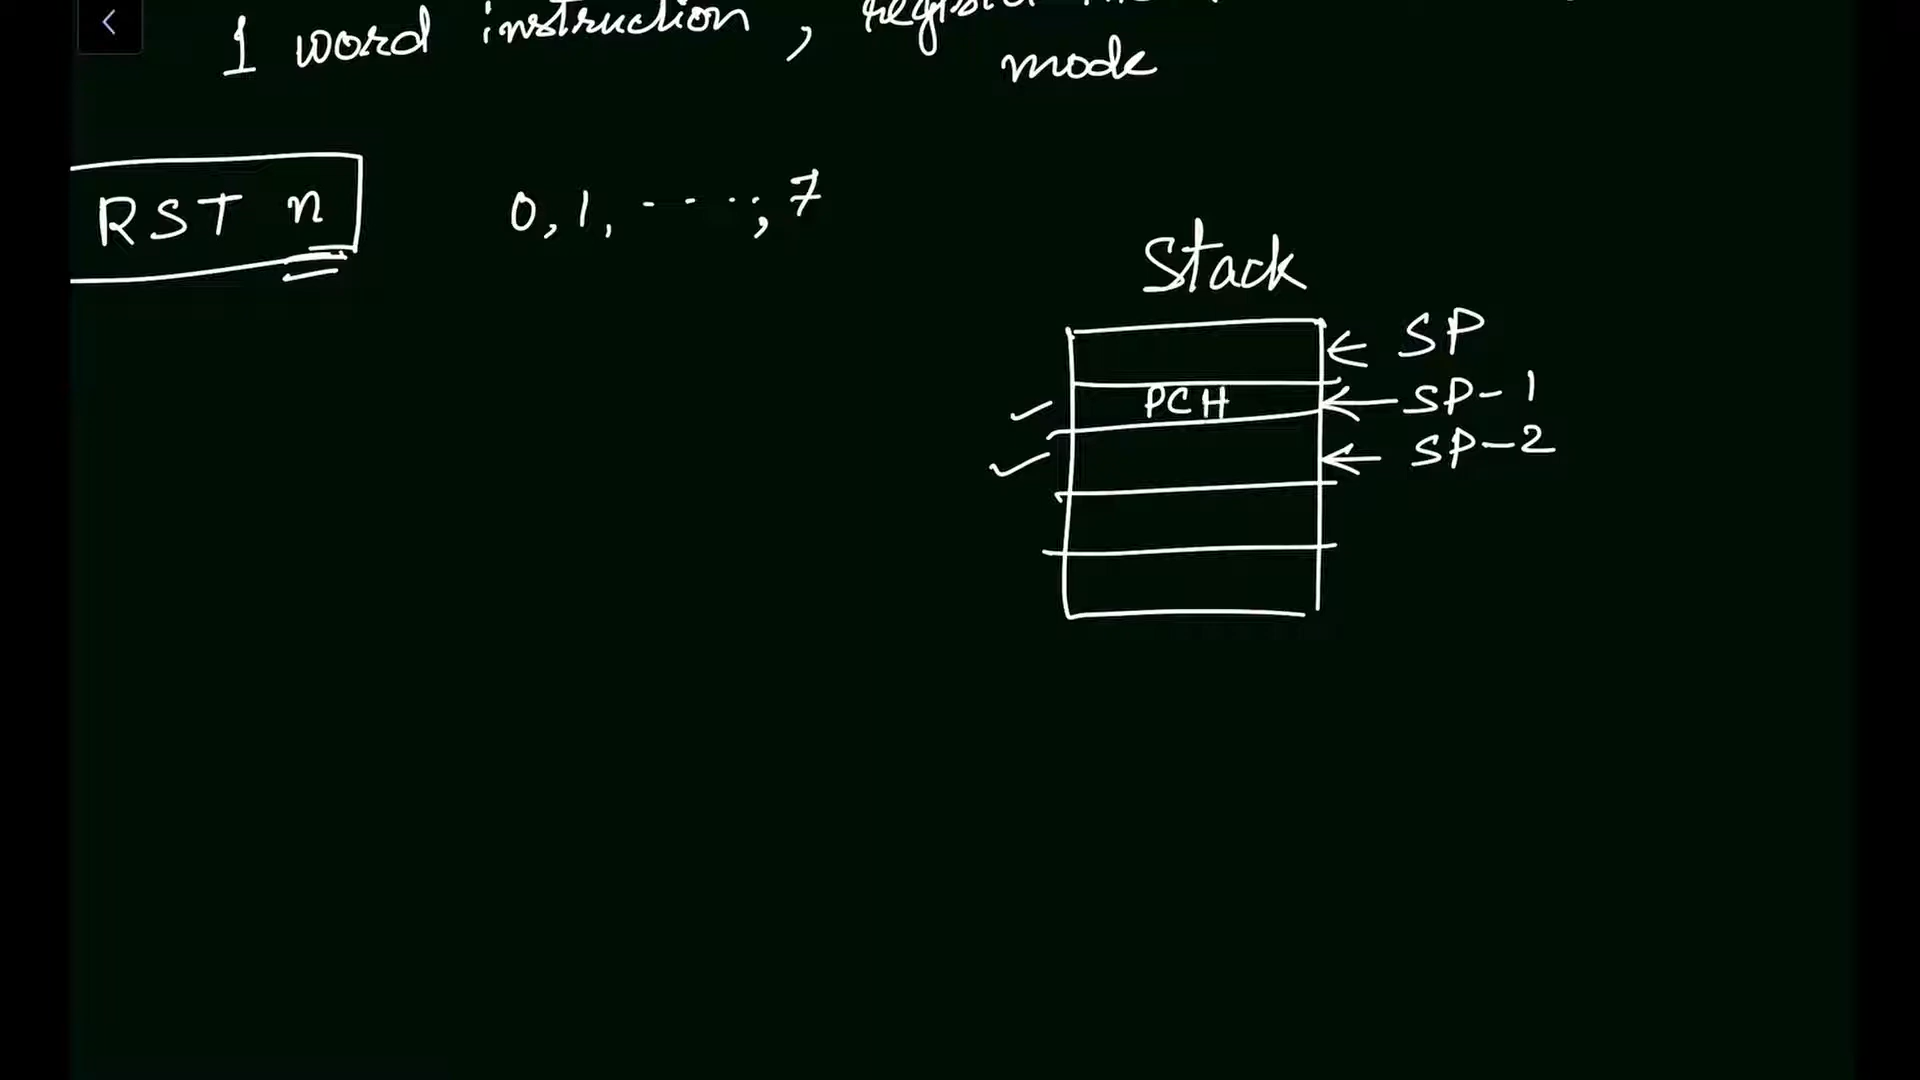 1 word instruction,
mode
RST n 0, 1, ....., 7
Stack
← SP
PCH ← SP-1
← SP-2